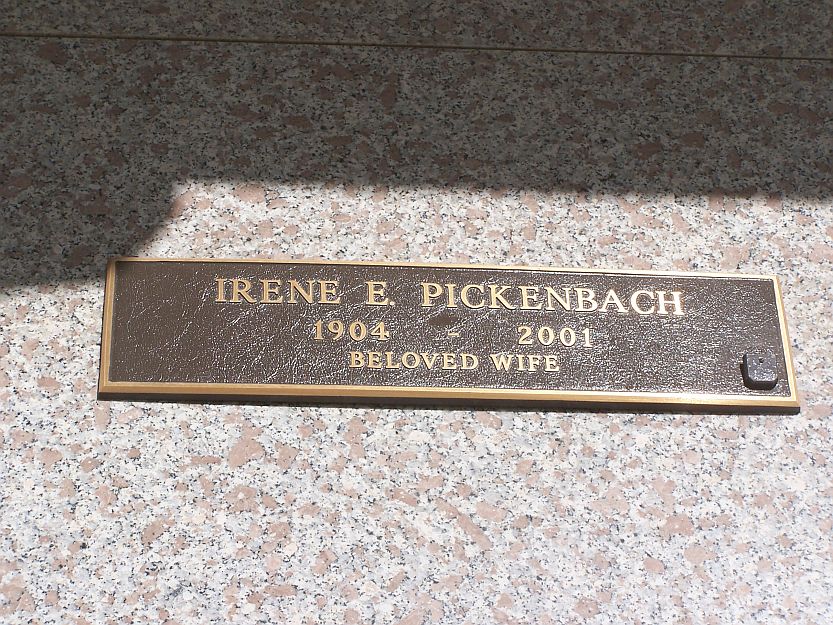 IRENE E. PICKENBACH
1904 - 2001
BELOVED WIFE